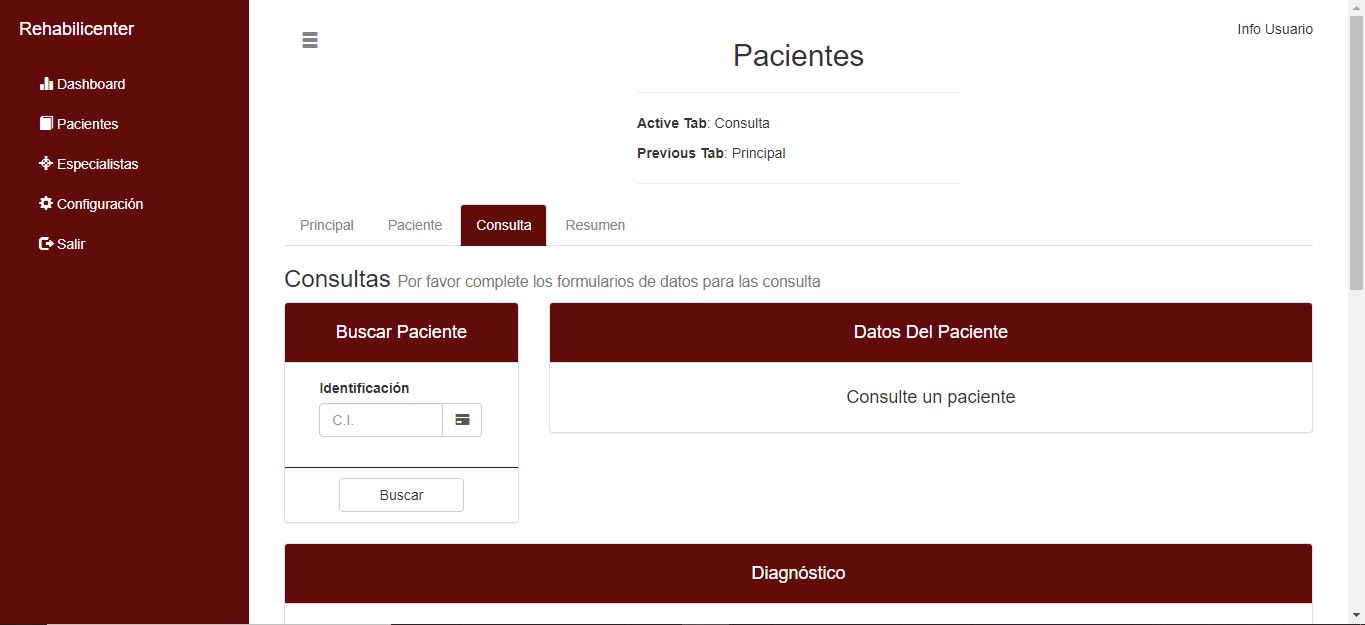 Rehabilicenter
Dashboard
Pacientes
Especialistas
Configuración
Salir
Info Usuario
Pacientes
Active Tab: Consulta
Previous Tab: Principal
Principal Paciente Consulta Resumen
Consultas Por favor complete los formularios de datos para las consulta
Buscar Paciente
Identificación
C.I.
Buscar
Datos Del Paciente
Consulte un paciente
Diagnóstico